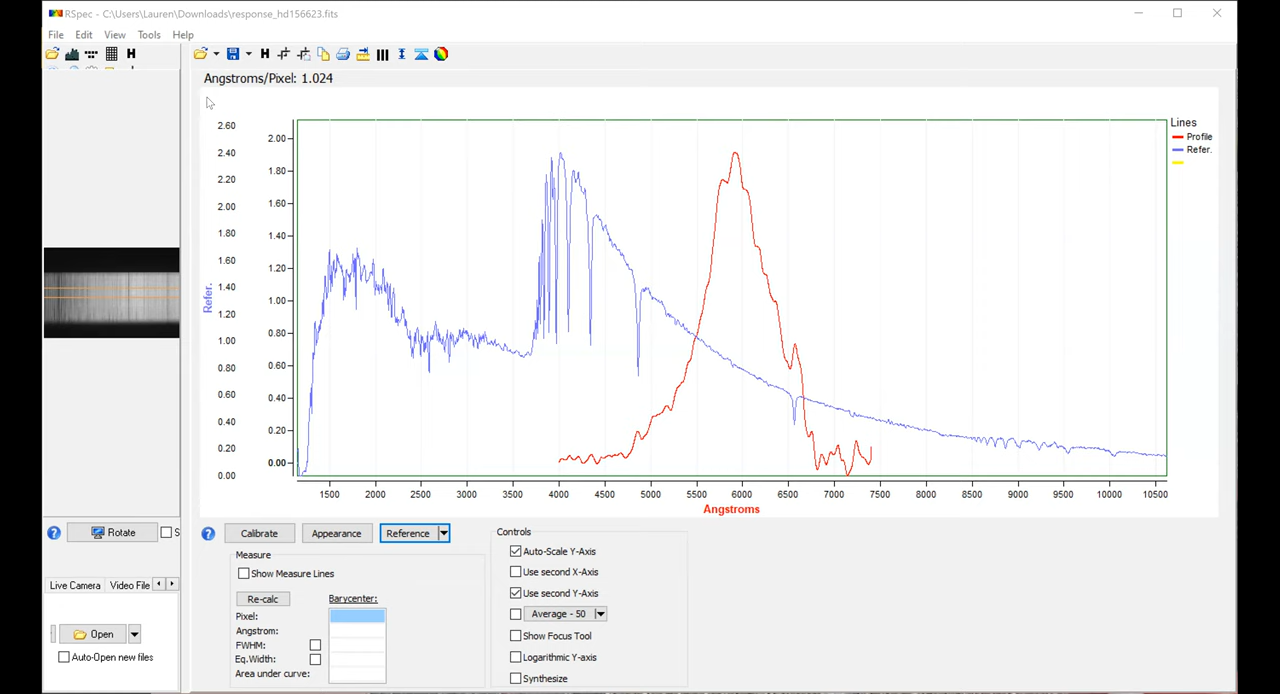 RSpec - C:\Users\Lauren\Downloads\response_hd156623.fits
File Edit View Tools Help
H
H
Angstroms/Pixel: 1.024
Lines
Profile
Refer.
2.60
2.40
2.20
2.00
1.80
1.60
1.40
1.20
1.00
0.80
0.60
0.40
0.20
0.00
Refer.
2.00
1.80
1.60
1.40
1.20
1.00
0.80
0.60
0.40
0.20
0.00
1500 2000 2500 3000 3500 4000 4500 5000 5500 6000 6500 7000 7500 8000 8500 9000 9500 10000 10500
Angstroms
Rotate S
Calibrate Appearance Reference
Controls
Measure
Auto-Scale Y-Axis
Show Measure Lines
Use second X-Axis
Live Camera Video File
Use second Y-Axis
Re-calc Barycenter:
Average - 50
Pixel:
Angstrom:
Show Focus Tool
Open
FWHM:
Auto-Open new files
Eq.Width:
Logarithmic Y-axis
Area under curve:
Synthesize